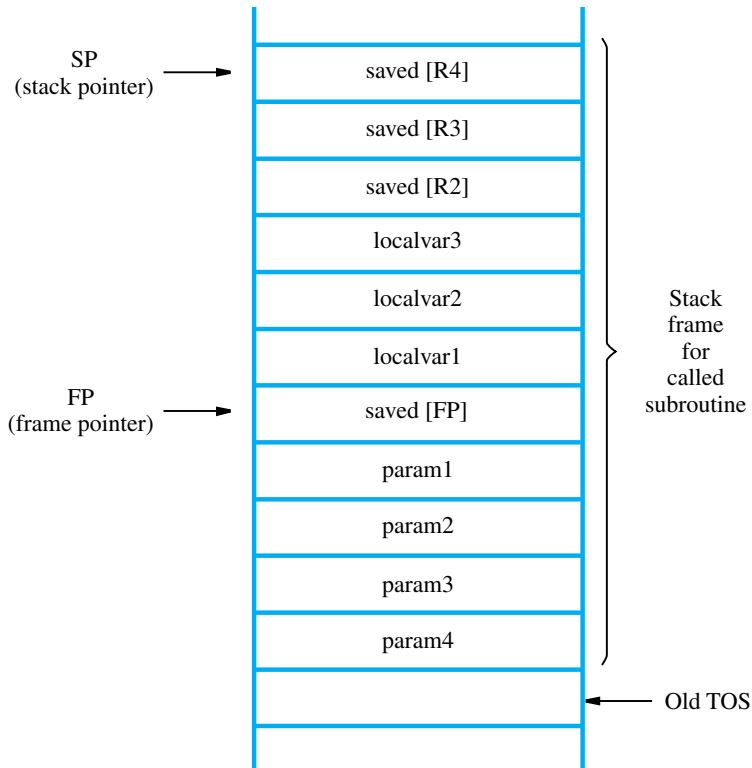 SP
(stack pointer)
saved [R4]
saved [R3]
saved [R2]
localvar3
localvar2
localvar1
FP
(frame pointer)
saved [FP]
param1
param2
param3
param4
Stack
frame
for
called
subroutine
Old TOS